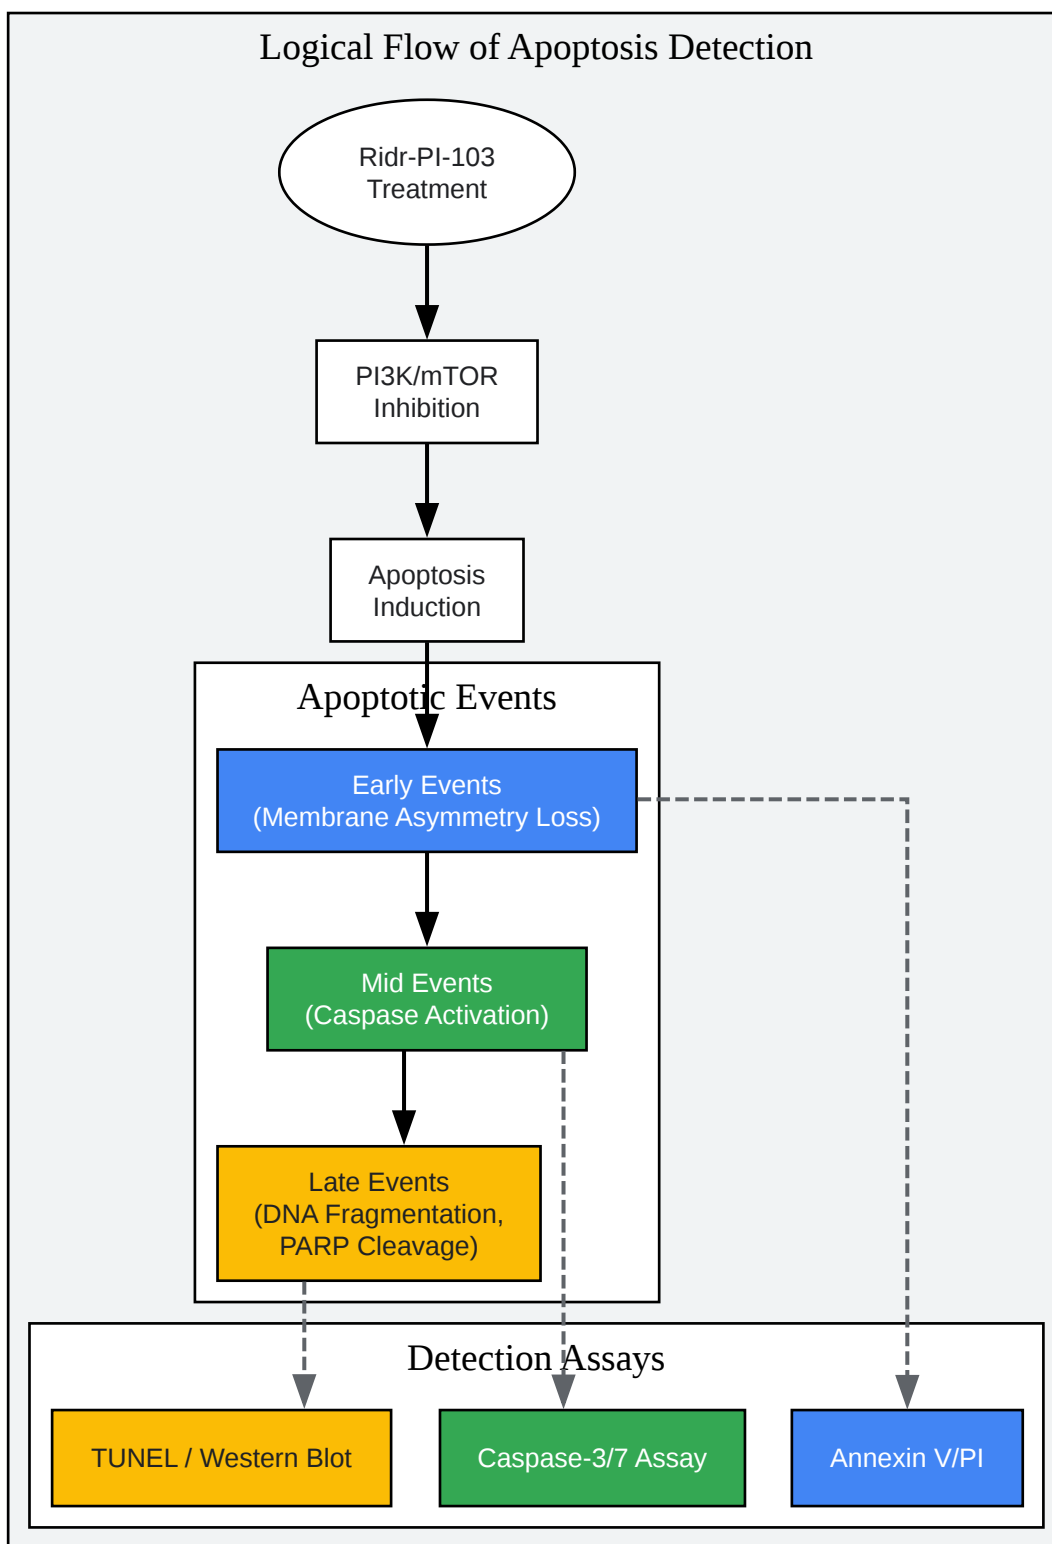 Logical Flow of Apoptosis Detection
Ridr-PI-103
Treatment
PI3K/mTOR
Inhibition
Apoptosis
Induction
Apoptotic Events
Early Events
(Membrane Asymmetry Loss)
Mid Events
(Caspase Activation)
Late Events
(DNA Fragmentation,
PARP Cleavage)
Detection Assays
TUNEL / Western Blot
Caspase-3/7 Assay
Annexin V/PI